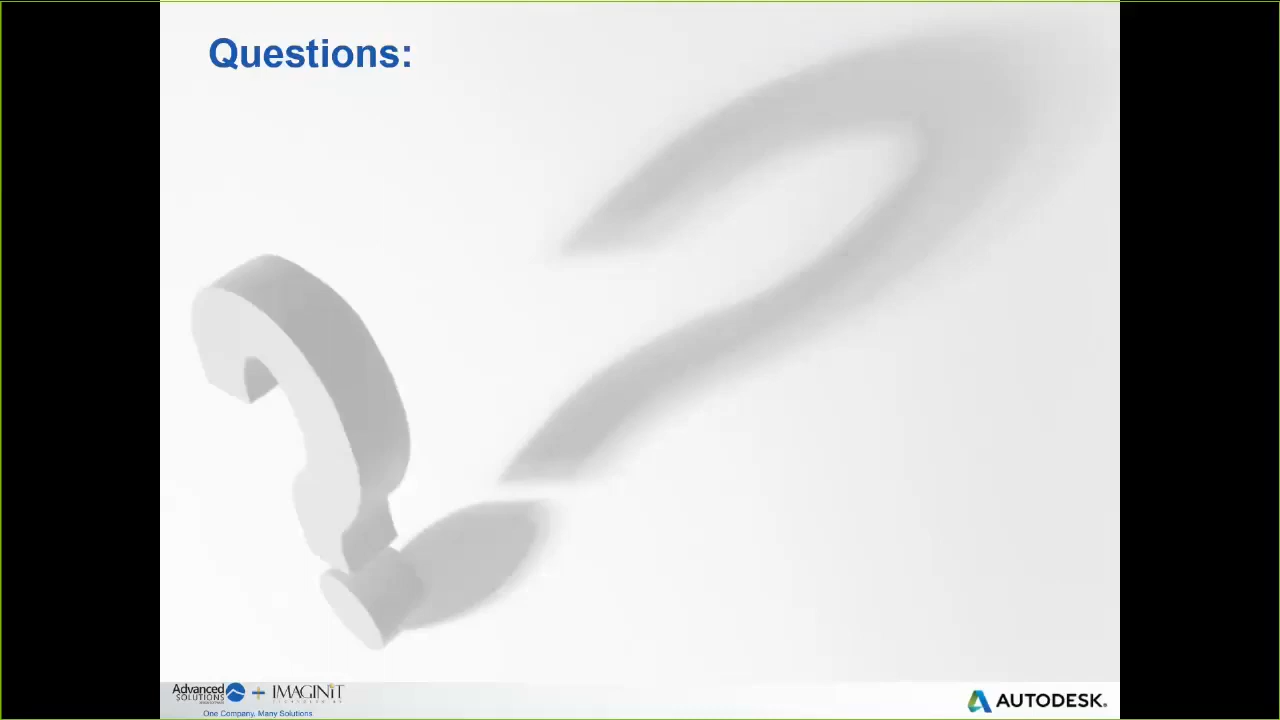 Questions:
Advanced
SOLUTIONS
+ IMAGINiT
One Company, Many Solutions
AUTODESK.